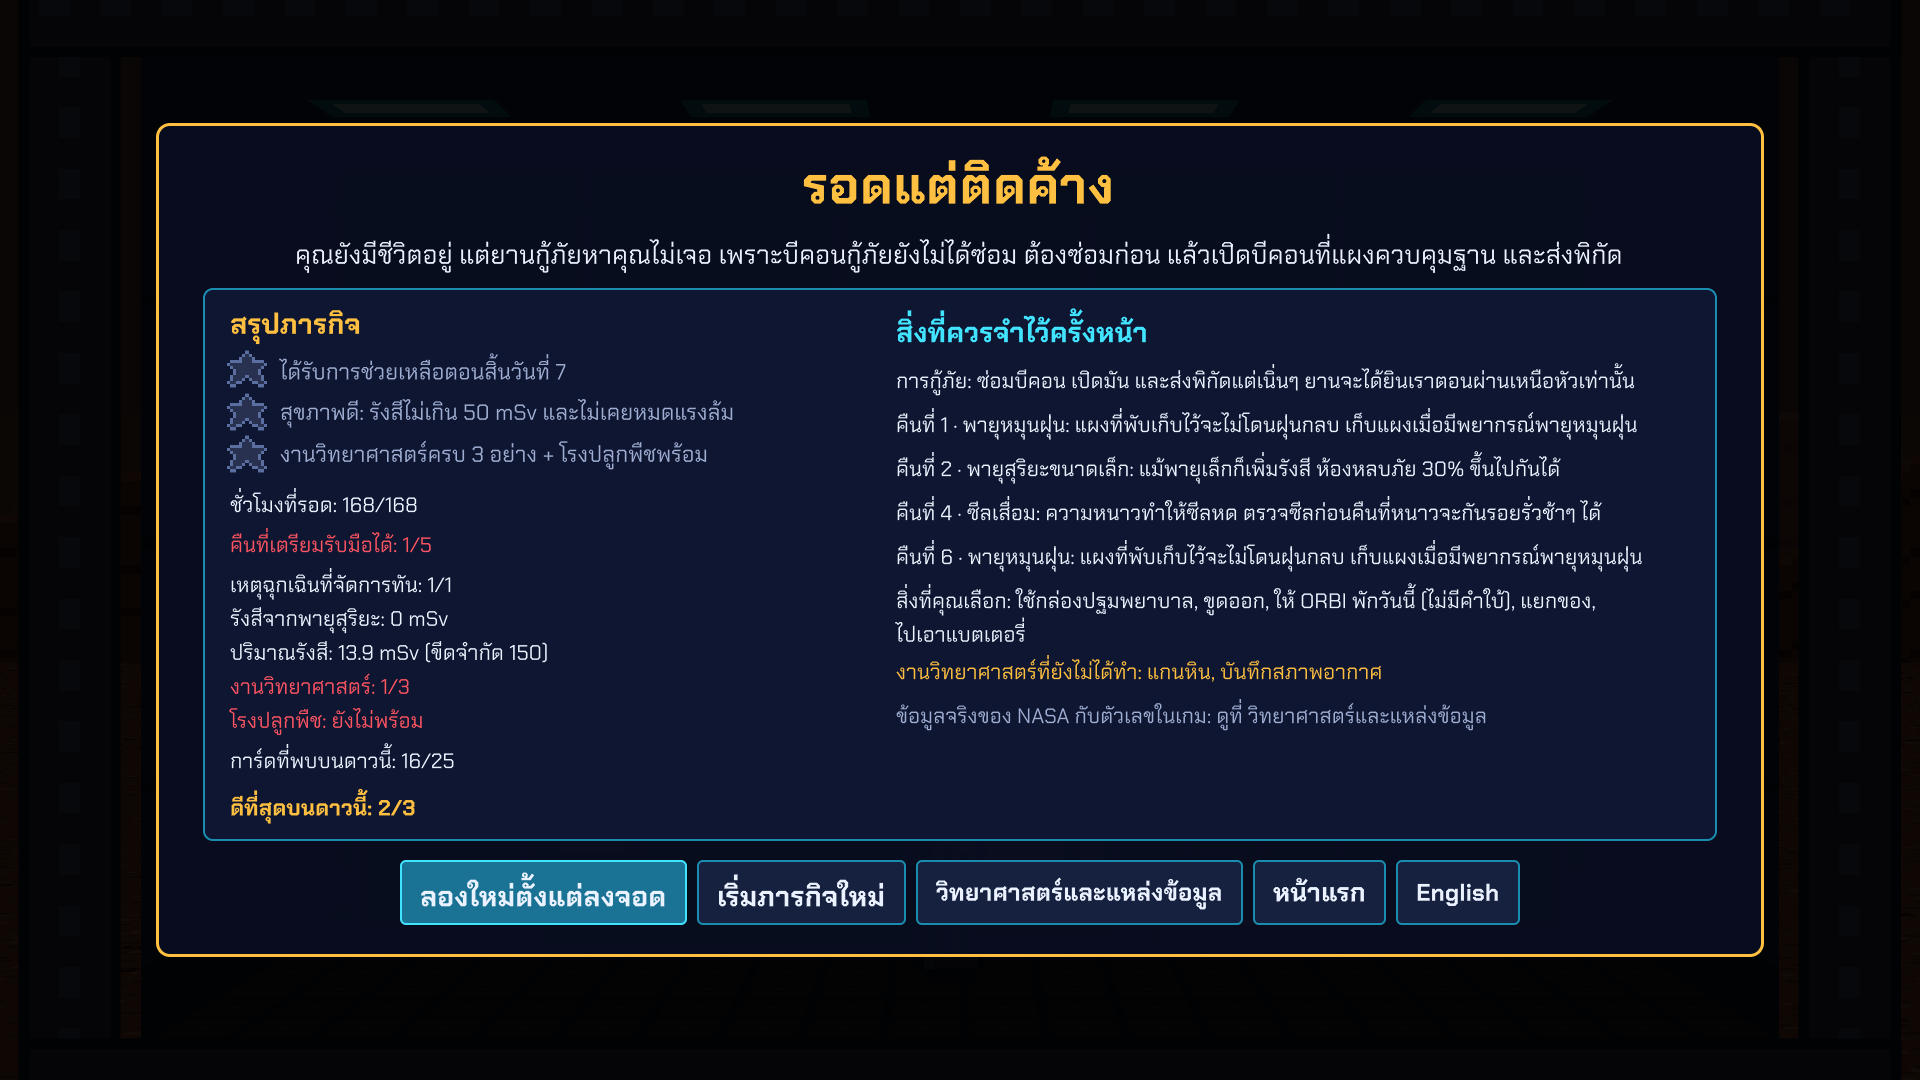 รอดแต่ติดค้าง
คุณยังมีชีวิตอยู่ แต่ยานกู้ภัยหาคุณไม่เจอ เพราะบีคอนกู้ภัยยังไม่ได้ซ่อม ต้องซ่อมก่อน แล้วเปิดบีคอนที่แผงควบคุมฐาน และส่งพิกัด
สรุปภารกิจ
ได้รับการช่วยเหลือตอนสิ้นวันที่ 7
สุขภาพดี: รังสีไม่เกิน 50 mSv และไม่เคยหมดแรงล้ม
งานวิทยาศาสตร์ครบ 3 อย่าง + โรงปลูกพืชพร้อม
ชั่วโมงที่รอด: 168/168
คืนที่เตรียมรับมือได้: 1/5
เหตุฉุกเฉินที่จัดการทัน: 1/1
รังสีจากพายุสุริยะ: 0 mSv
ปริมาณรังสี: 13.9 mSv (ขีดจำกัด 150)
งานวิทยาศาสตร์: 1/3
โรงปลูกพืช: ยังไม่พร้อม
การ์ดที่พบบนดาวนี้: 16/25
ดีที่สุดบนดาวนี้: 2/3
สิ่งที่ควรจำไว้ครั้งหน้า
การกู้ภัย: ซ่อมบีคอน เปิดมัน และส่งพิกัดแต่เนิ่นๆ ยานจะได้ยินเราตอนผ่านเหนือหัวเท่านั้น
คืนที่ 1 · พายุหมุนฝุ่น: แผงที่พับเก็บไว้จะไม่โดนฝุ่นกลบ เก็บแผงเมื่อมีพยากรณ์พายุหมุนฝุ่น
คืนที่ 2 · พายุสุริยะขนาดเล็ก: แม้พายุเล็กก็เพิ่มรังสี ห้องหลบภัย 30% ขึ้นไปกันได้
คืนที่ 4 · ซีลเสื่อม: ความหนาวทำให้ซีลหด ตรวจซีลก่อนคืนที่หนาวจะกันรอยรั่วช้าๆ ได้
คืนที่ 6 · พายุหมุนฝุ่น: แผงที่พับเก็บไว้จะไม่โดนฝุ่นกลบ เก็บแผงเมื่อมีพยากรณ์พายุหมุนฝุ่น
สิ่งที่คุณเลือก: ใช้กล่องปฐมพยาบาล, ขูดออก, ให้ ORBI พักวันนี้ (ไม่มีคำใบ้), แยกของ,
ไปเอาแบตเตอรี่
งานวิทยาศาสตร์ที่ยังไม่ได้ทำ: แกนหิน, บันทึกสภาพอากาศ
ข้อมูลจริงของ NASA กับตัวเลขในเกม: ดูที่ วิทยาศาสตร์และแหล่งข้อมูล
ลองใหม่ตั้งแต่ลงจอด
เริ่มภารกิจใหม่
วิทยาศาสตร์และแหล่งข้อมูล
หน้าแรก
English